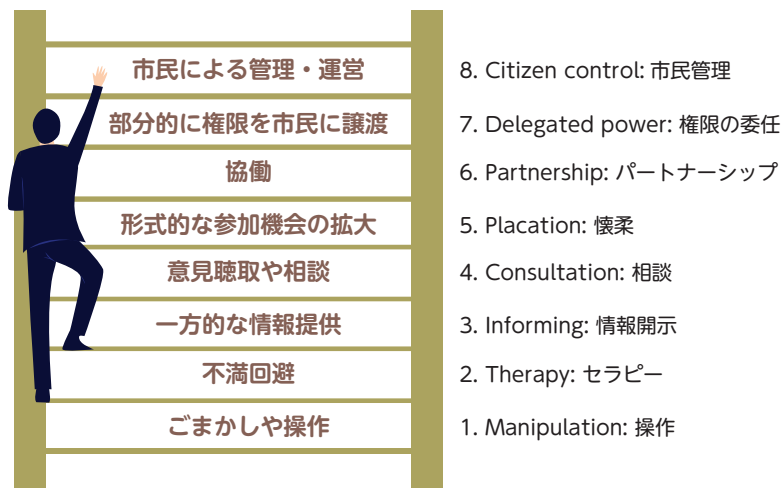 市民による管理・運営
8. Citizen control: 市民管理
部分的に権限を市民に譲渡
7. Delegated power: 権限の委任
協働
6. Partnership: パートナーシップ
形式的な参加機会の拡大
5. Placation: 懐柔
意見聴取や相談
4. Consultation: 相談
一方的な情報提供
3. Informing: 情報開示
不満回避
2. Therapy: セラピー
ごまかしや操作
1. Manipulation: 操作